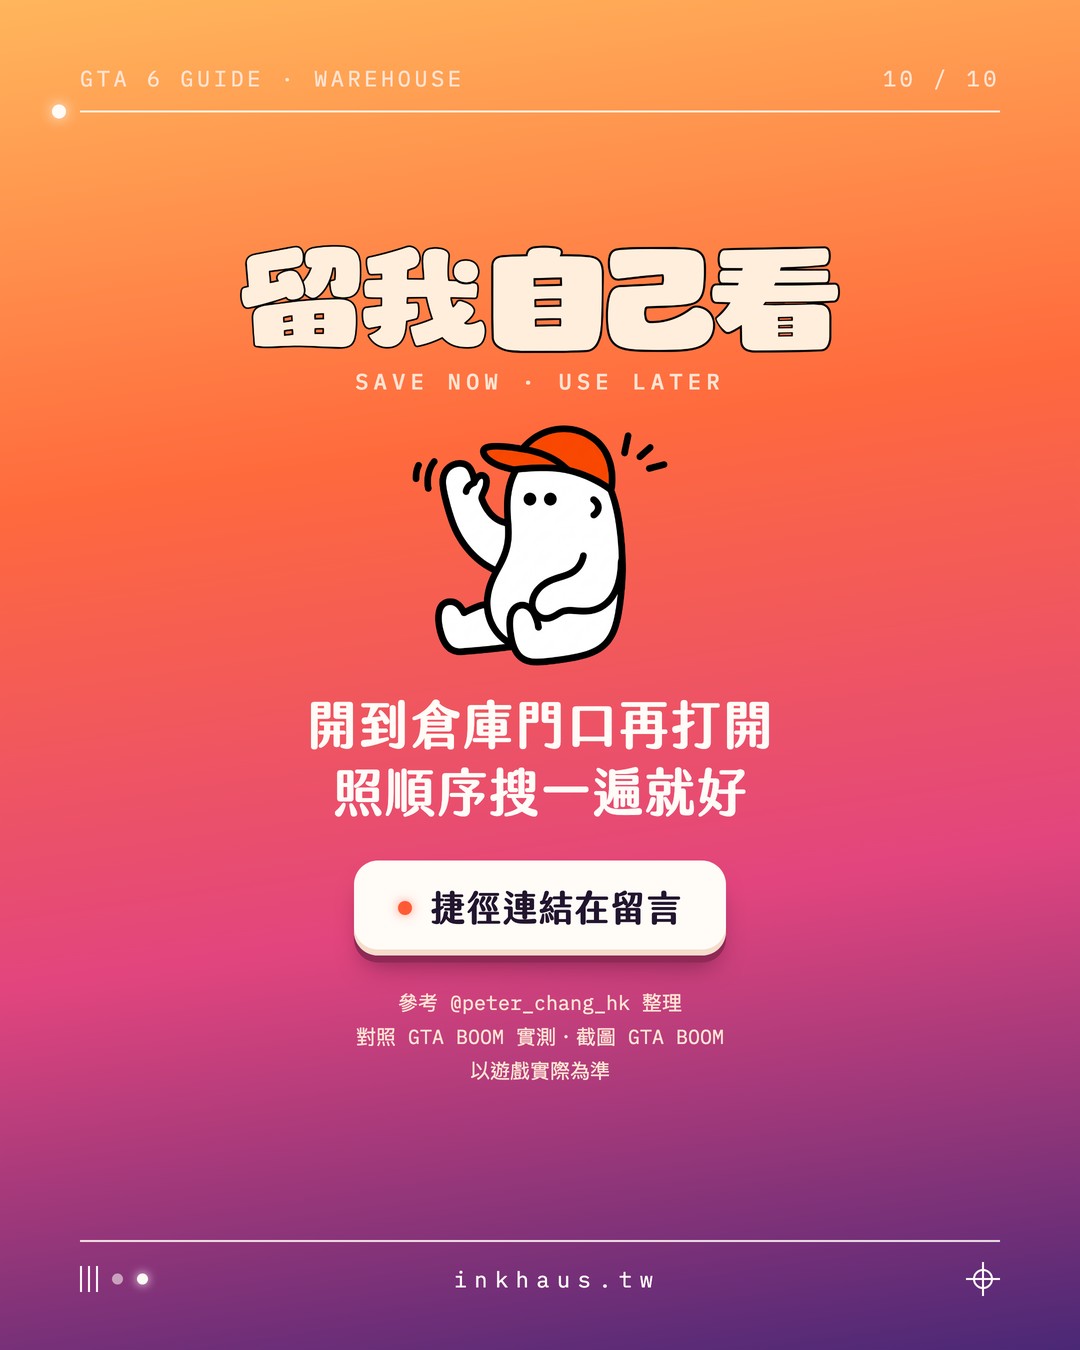 GTA 6 GUIDE · WAREHOUSE
10 / 10
留我自己看
SAVE NOW · USE LATER
開到倉庫門口再打開
照順序搜一遍就好
捷徑連結在留言
參考 @peter_chang_hk 整理
對照 GTA BOOM 實測·截圖 GTA BOOM
以遊戲實際為準
inkhaus.tw